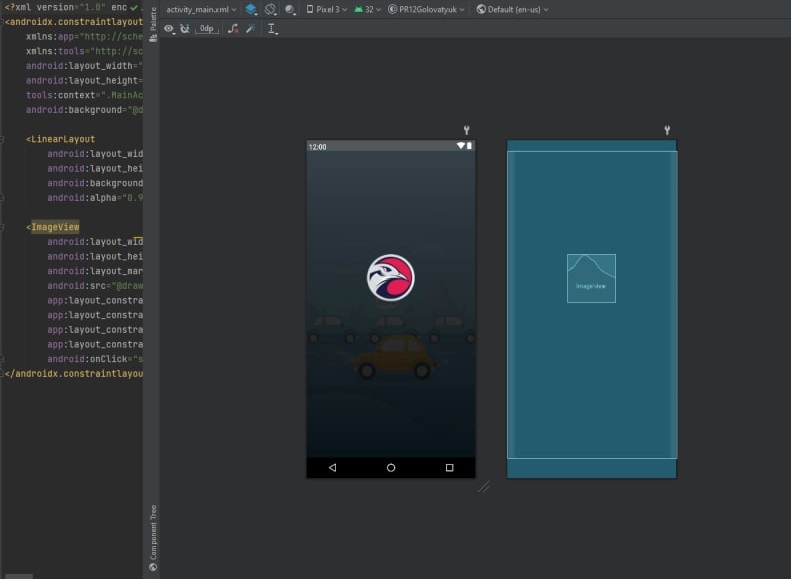 <?xml version="1.0" enc
<androidx.constraintlayout
xmlns:app="http://sche
xmlns:tools="http://sc
android:layout_width="
android:layout_height=
tools:context=".MainAc
android:background="@d
<LinearLayout
android:layout_wid
android:layout_hei
android:background
android:alpha="0.9
<ImageView
android:layout_wid
android:layout_hei
android:layout_mar
android:src="@draw
app:layout_constra
app:layout_constra
app:layout_constra
app:layout_constra
android:onClick="s
</androidx.constraintlayou
Palette
Component Tree
activity_main.xml
Pixel 3
32
PR12Golovatyuk
Default (en-us)
0dp
12:00
ImageView